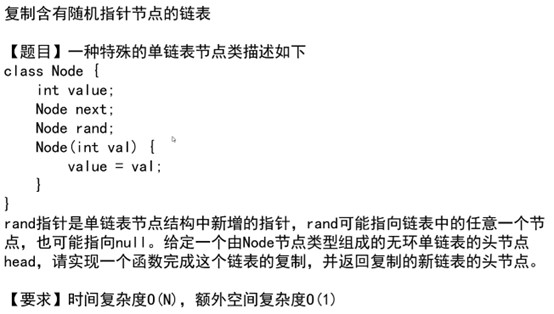 复制含有随机指针节点的链表
【题目】一种特殊的单链表节点类描述如下
class Node {
    int value;
    Node next;
    Node rand;
    Node(int val) {
        value = val;
    }
}
rand指针是单链表节点结构中新增的指针，rand可能指向链表中的任意一个节
点，也可能指向null。给定一个由Node节点类型组成的无环单链表的头节点
head，请实现一个函数完成这个链表的复制，并返回复制的新链表的头节点。
【要求】时间复杂度O(N)，额外空间复杂度O(1)